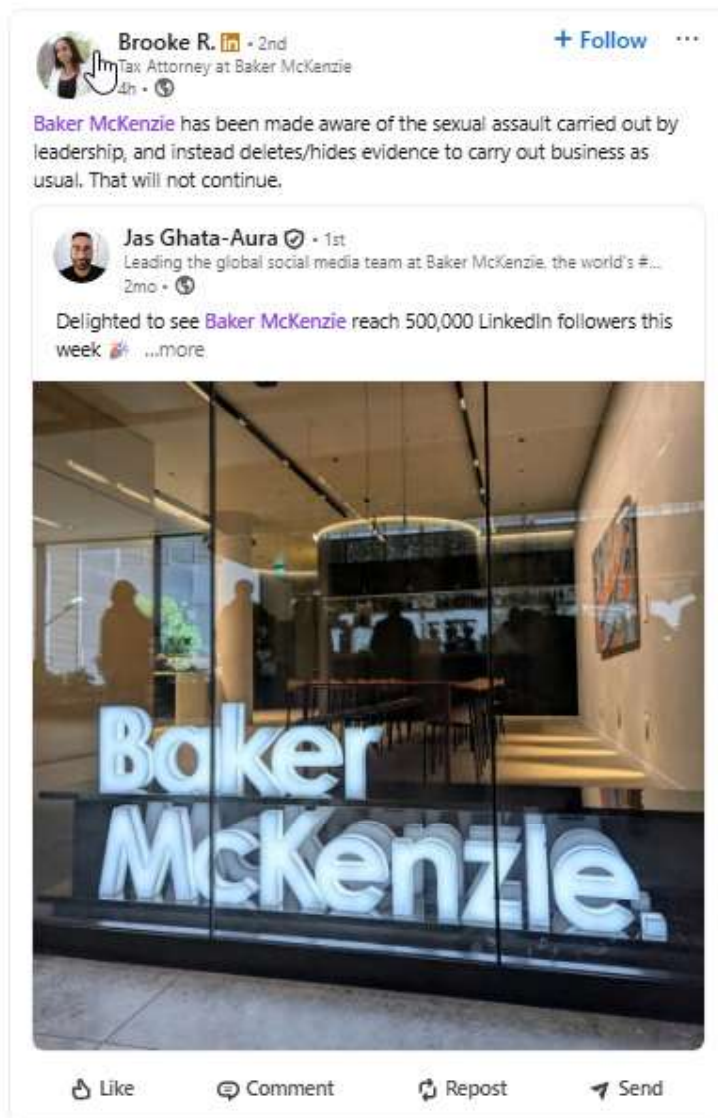 Brooke R. in • 2nd
+ Follow ...
Tax Attorney at Baker McKenzie
4h •
Baker McKenzie has been made aware of the sexual assault carried out by
leadership, and instead deletes/hides evidence to carry out business as
usual. That will not continue.
Jas Ghata-Aura • 1st
Leading the global social media team at Baker McKenzie, the world's #...
2mo •
Delighted to see Baker McKenzie reach 500,000 LinkedIn followers this
week 🎉 ...more
Baker
McKenzie.
Like Comment Repost Send